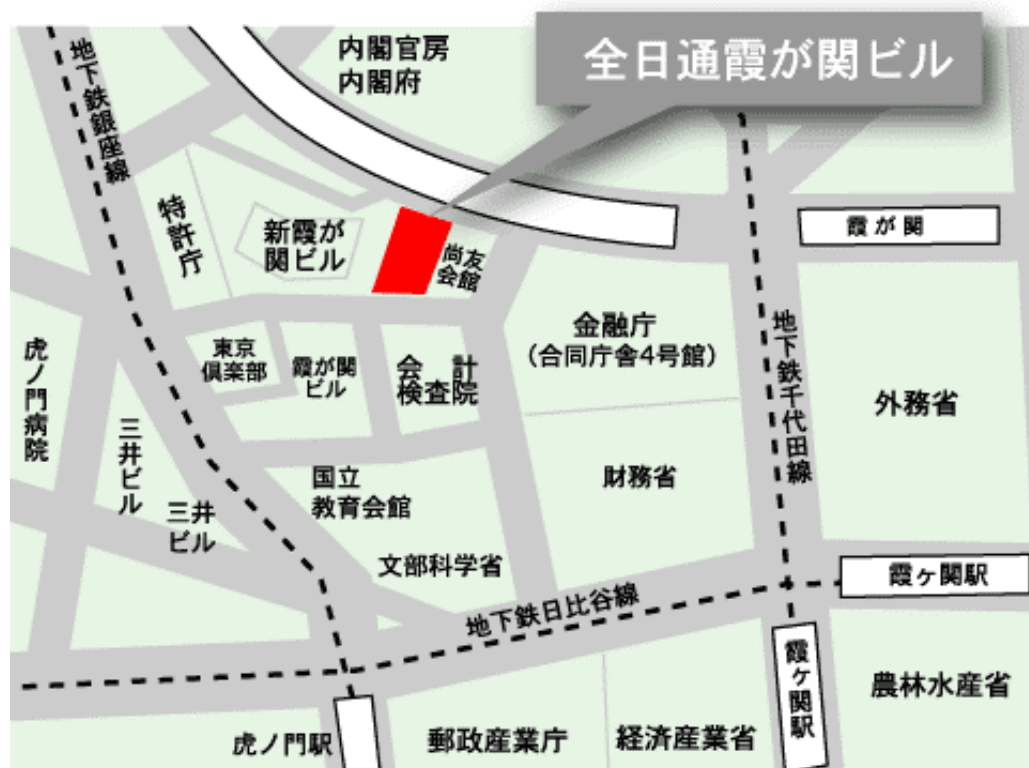 内閣官房
内閣府
全日通霞が関ビル
地下鉄銀座線
特許庁
新霞が
関ビル
尚友
会館
霞が関
金融庁
(合同庁舎4号館)
地下鉄千代田線
外務省
虎ノ門病院
東京
倶楽部
霞が関
ビル
会計
検査院
三井ビル
三井
ビル
国立
教育会館
財務省
文部科学省
地下鉄日比谷線
霞ヶ関駅
霞ヶ関駅
農林水産省
虎ノ門駅
郵政産業庁
経済産業省